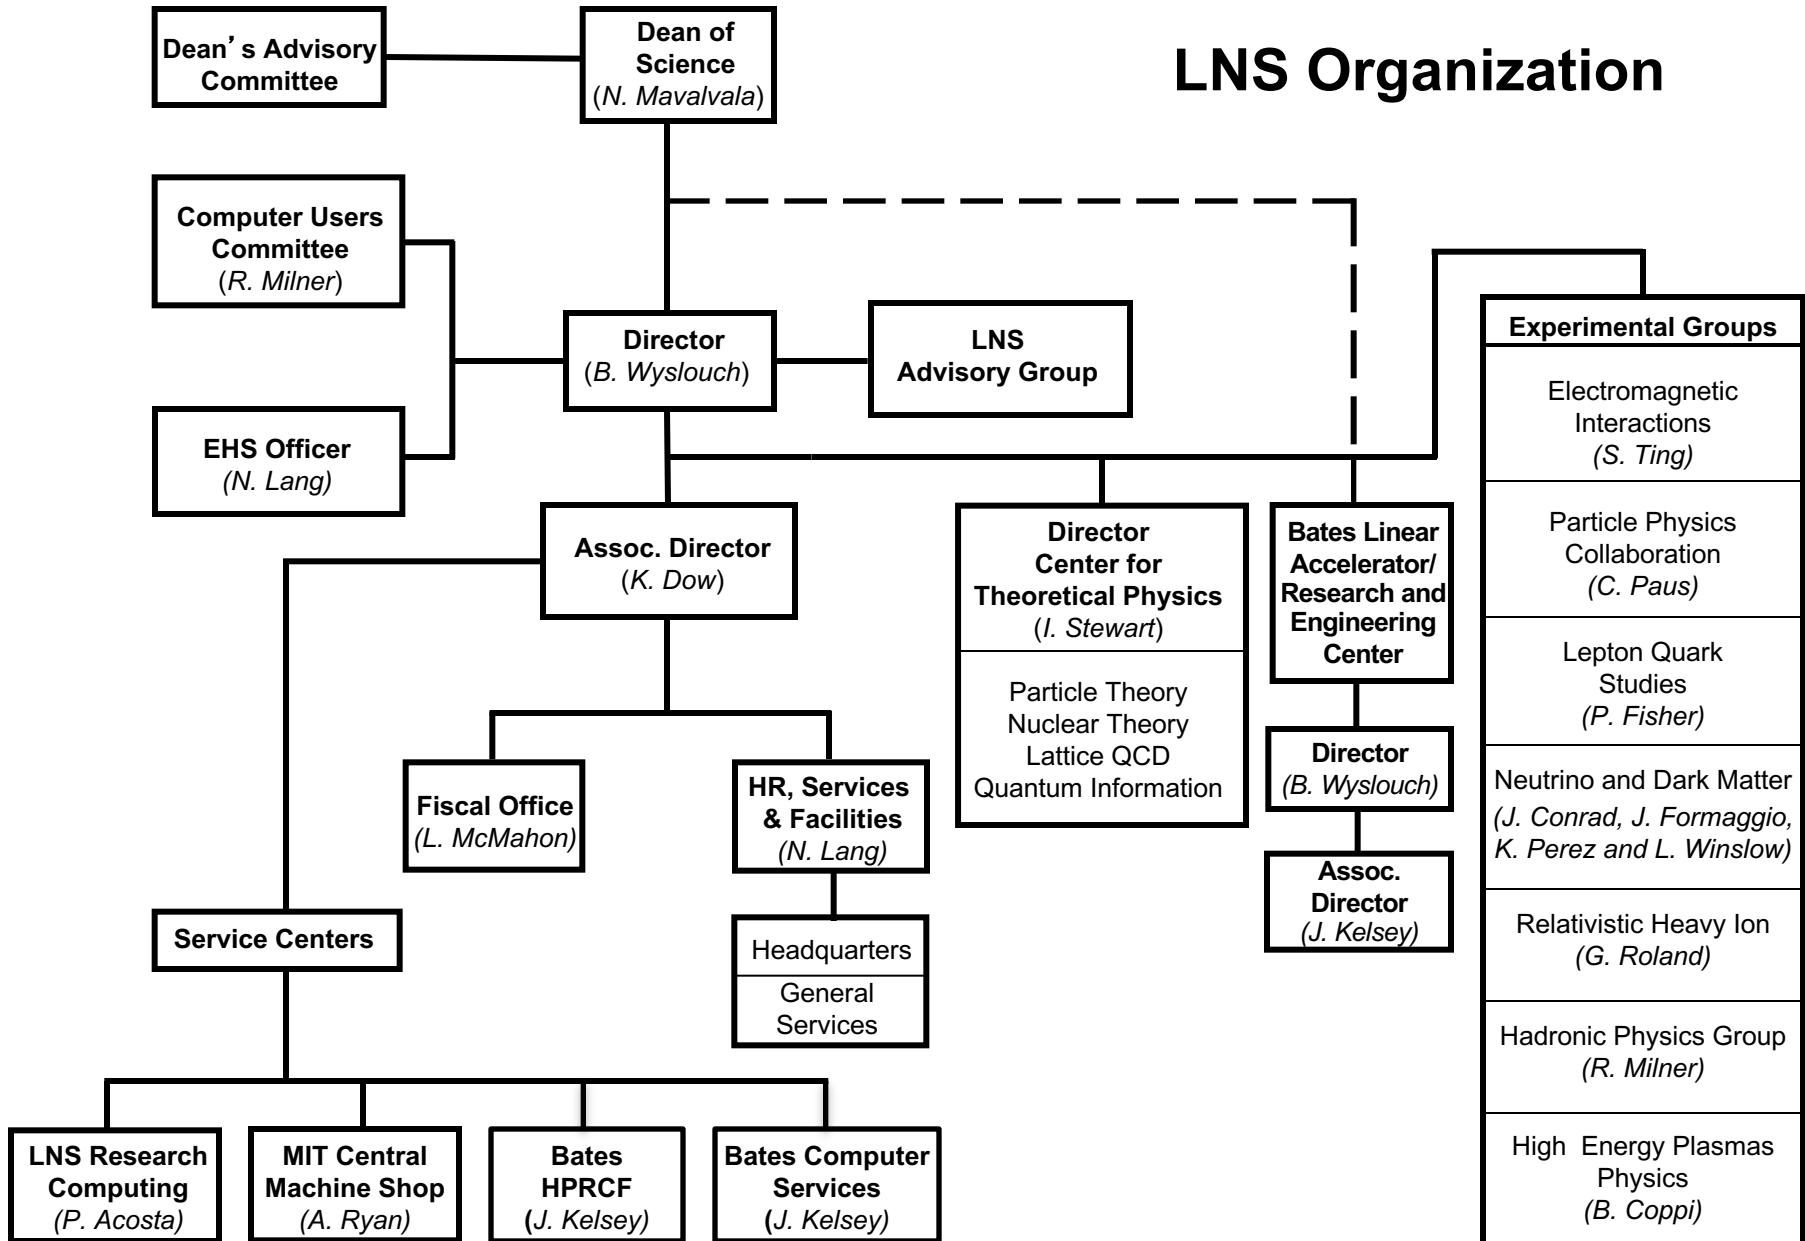 LNS Organization
Dean's Advisory
Committee
Dean of
Science
(N. Mavalvala)
Computer Users
Committee
(R. Milner)
Director
(B. Wyslouch)
LNS
Advisory Group
EHS Officer
(N. Lang)
Assoc. Director
(K. Dow)
Director
Center for
Theoretical Physics
(I. Stewart)
Particle Theory
Nuclear Theory
Lattice QCD
Quantum Information
Bates Linear
Accelerator/
Research and
Engineering
Center
Director
(B. Wyslouch)
Assoc.
Director
(J. Kelsey)
Experimental Groups
Electromagnetic
Interactions
(S. Ting)
Particle Physics
Collaboration
(C. Paus)
Lepton Quark
Studies
(P. Fisher)
Neutrino and Dark Matter
(J. Conrad, J. Formaggio,
K. Perez and L. Winslow)
Relativistic Heavy Ion
(G. Roland)
Hadronic Physics Group
(R. Milner)
High Energy Plasmas
Physics
(B. Coppi)
Fiscal Office
(L. McMahon)
HR, Services
& Facilities
(N. Lang)
Headquarters
General
Services
Service Centers
LNS Research
Computing
(P. Acosta)
MIT Central
Machine Shop
(A. Ryan)
Bates
HPRCF
(J. Kelsey)
Bates Computer
Services
(J. Kelsey)